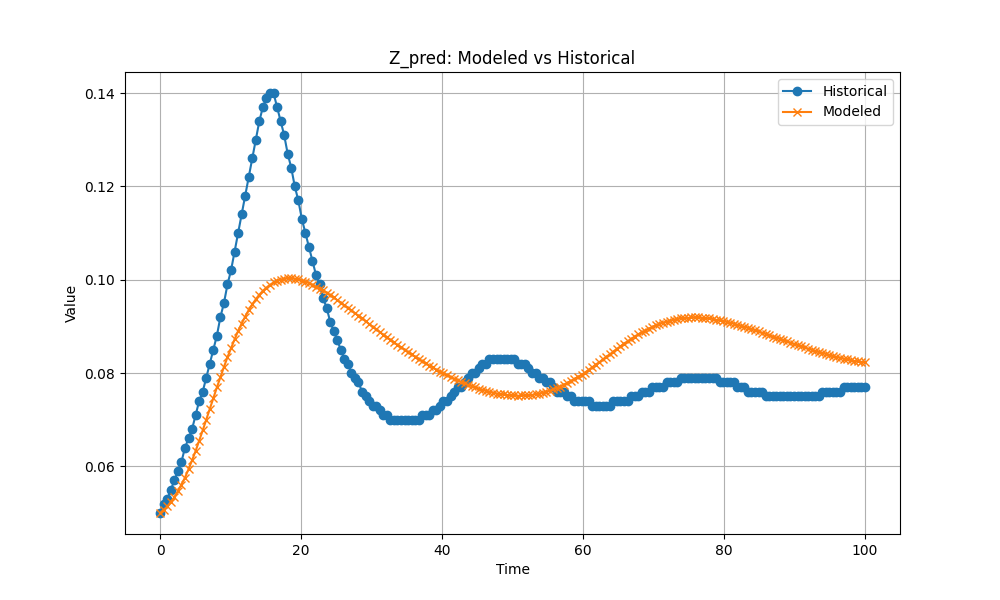 Z_pred: Modeled vs Historical
Historical
Modeled
Value
0.14
0.12
0.10
0.08
0.06
0 20 40 60 80 100
Time